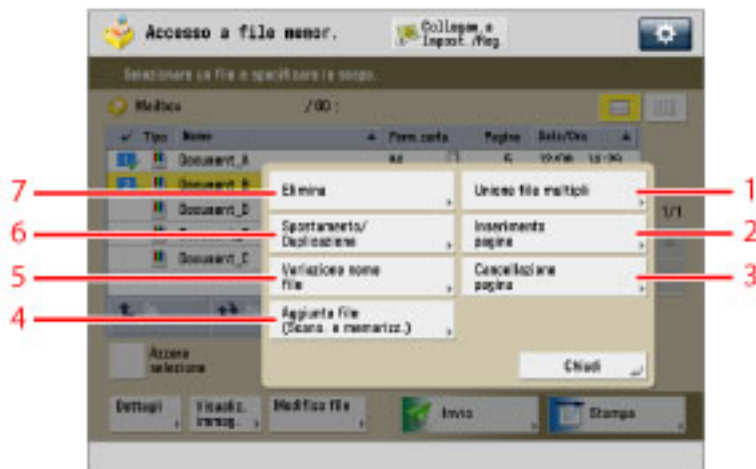 Accesso a file memor.
Collegam. e
Impost./Reg.
Selezionare un file e specificare lo scopo.
Mailbox /00 :
Tipo Nome Form. carta Pagine Data/Ora
Document_A 5 12/08
Document_B
Document_D
Document_C
1/1
7
Elimina
Unione file multipli
1
6
Spostamento/
Duplicazione
Inserimento
pagine
2
5
Variazione nome
file
Cancellazione
pagine
3
4
Aggiunta file
(Scans. e memorizz.)
Chiudi
Azzera
selezione
Dettagli
Visualiz.
immag.
Modifica file
Invio
Stampa